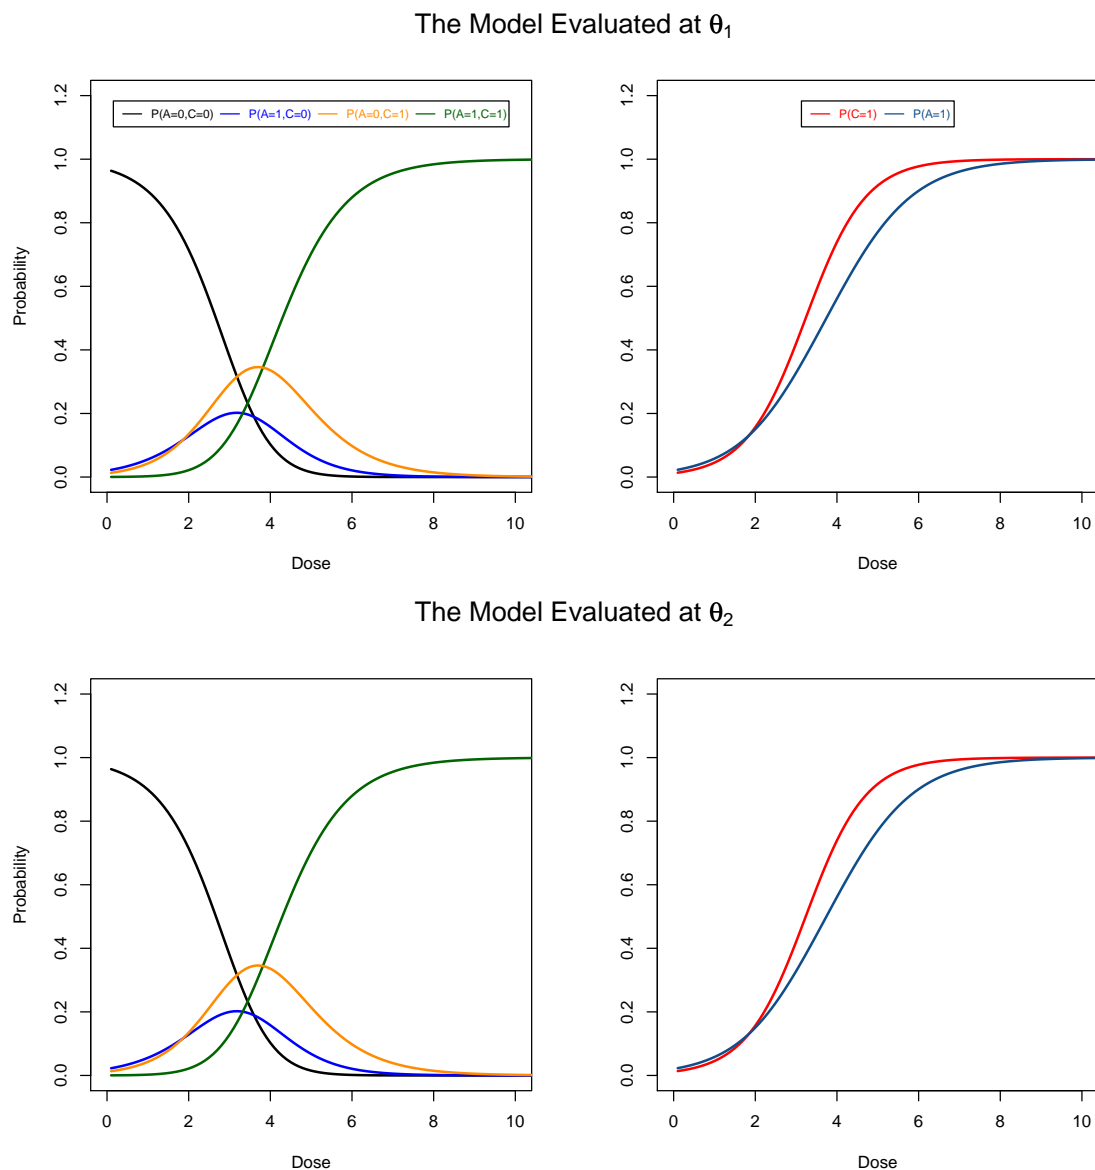 The Model Evaluated at θ1
1.2
1.0
0.8
0.6
0.4
0.2
0.0
Probability
P(A=0,C=0) P(A=1,C=0) P(A=0,C=1) P(A=1,C=1)
0 2 4 6 8 10
Dose
1.2
1.0
0.8
0.6
0.4
0.2
0.0
P(C=1) P(A=1)
0 2 4 6 8 10
Dose
The Model Evaluated at θ2
1.2
1.0
0.8
0.6
0.4
0.2
0.0
Probability
0 2 4 6 8 10
Dose
1.2
1.0
0.8
0.6
0.4
0.2
0.0
0 2 4 6 8 10
Dose